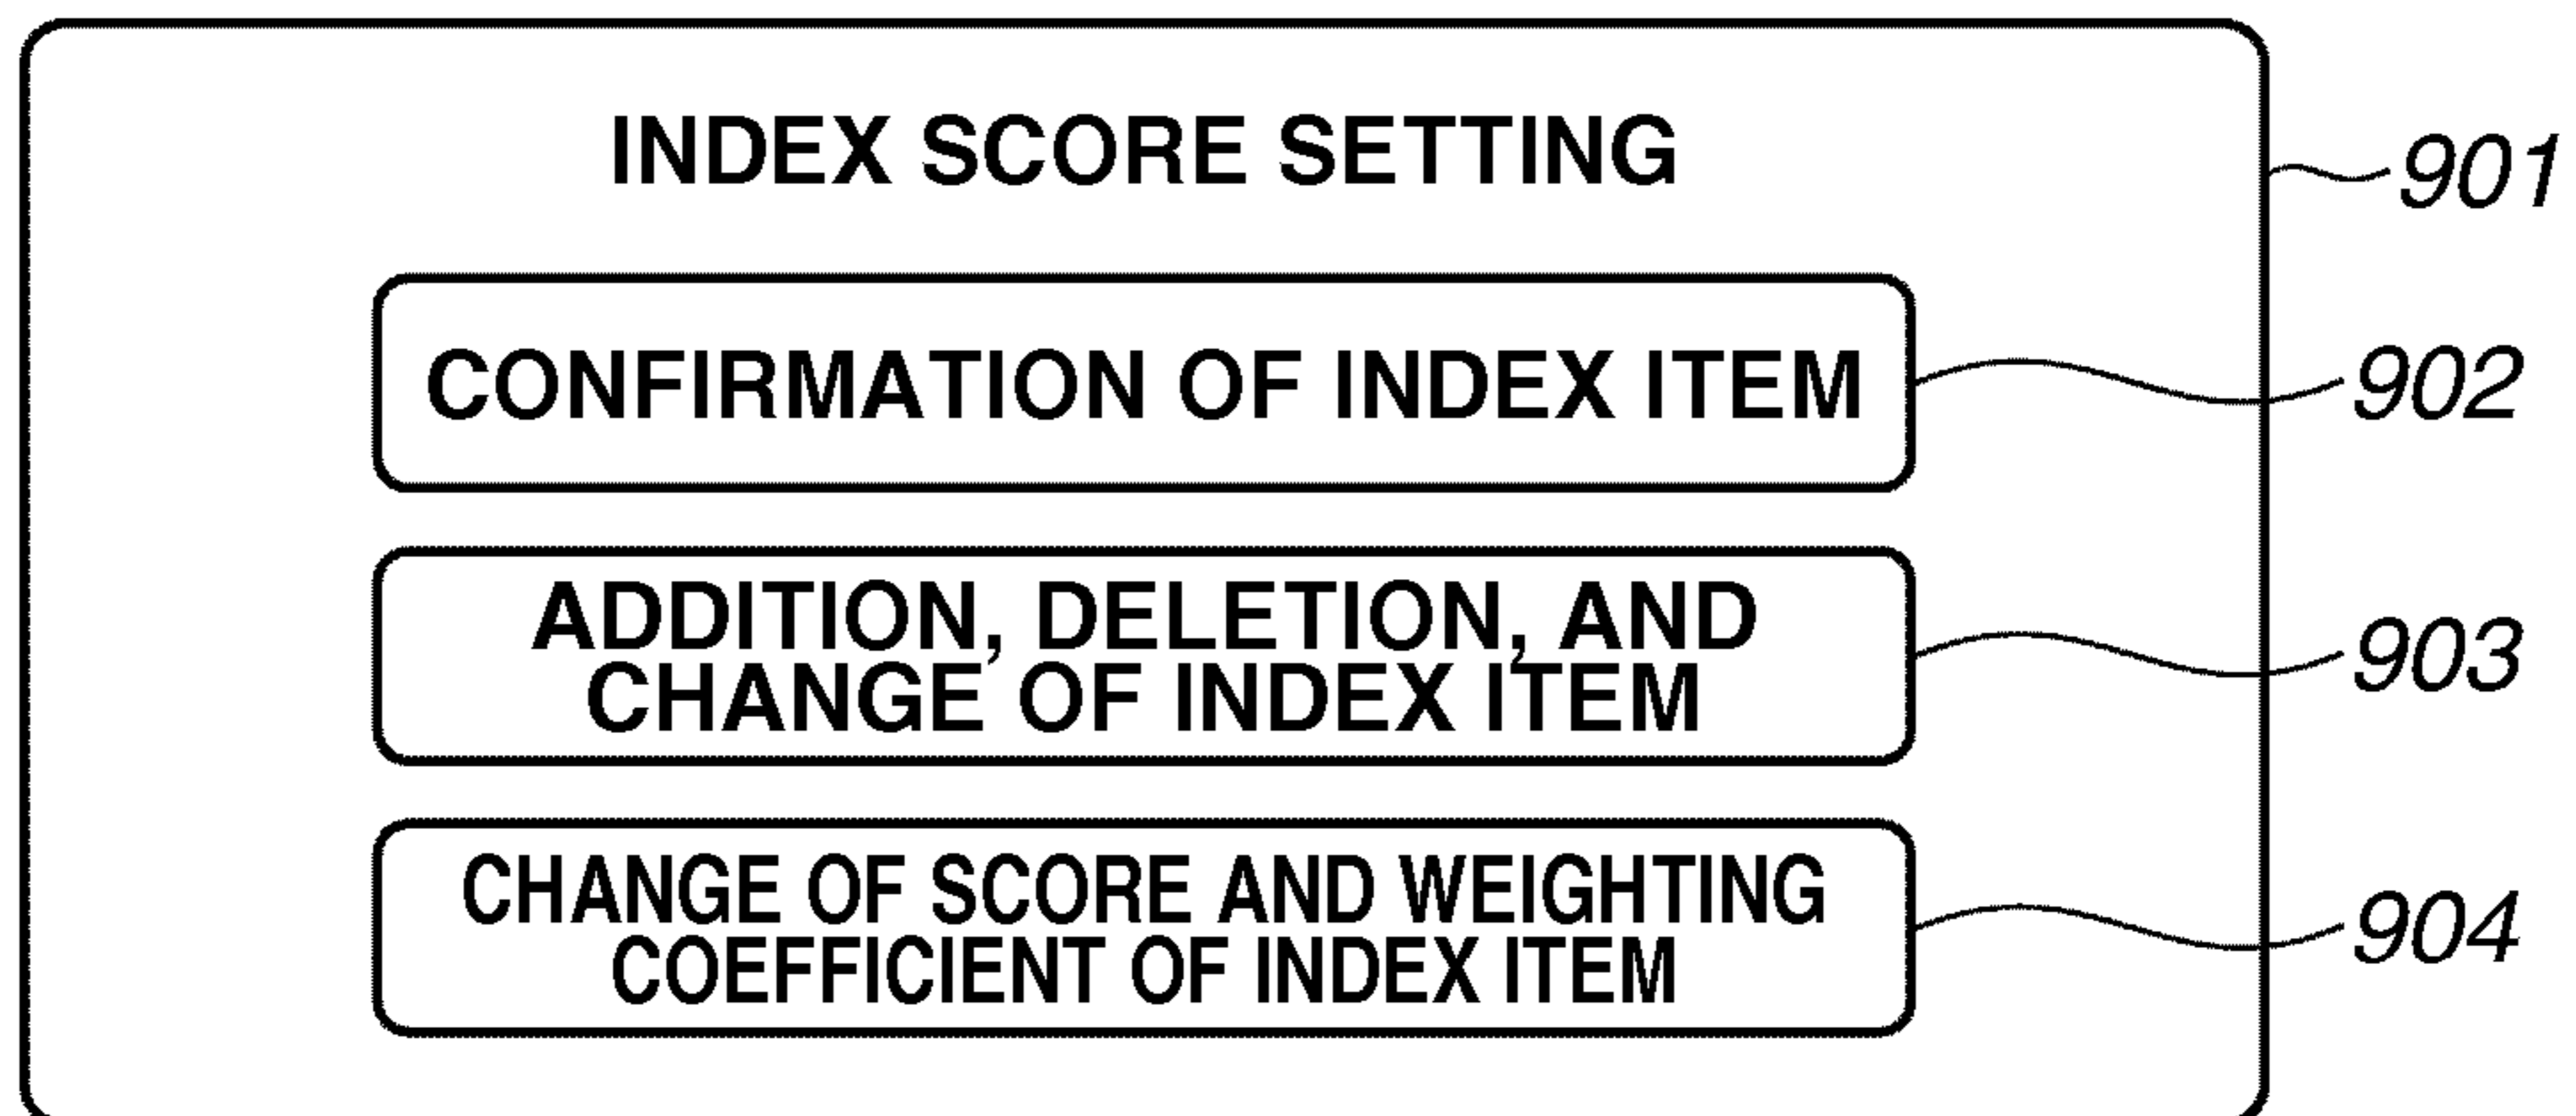 INDEX SCORE SETTING
901
CONFIRMATION OF INDEX ITEM
902
ADDITION, DELETION, AND
CHANGE OF INDEX ITEM
903
CHANGE OF SCORE AND WEIGHTING
COEFFICIENT OF INDEX ITEM
904